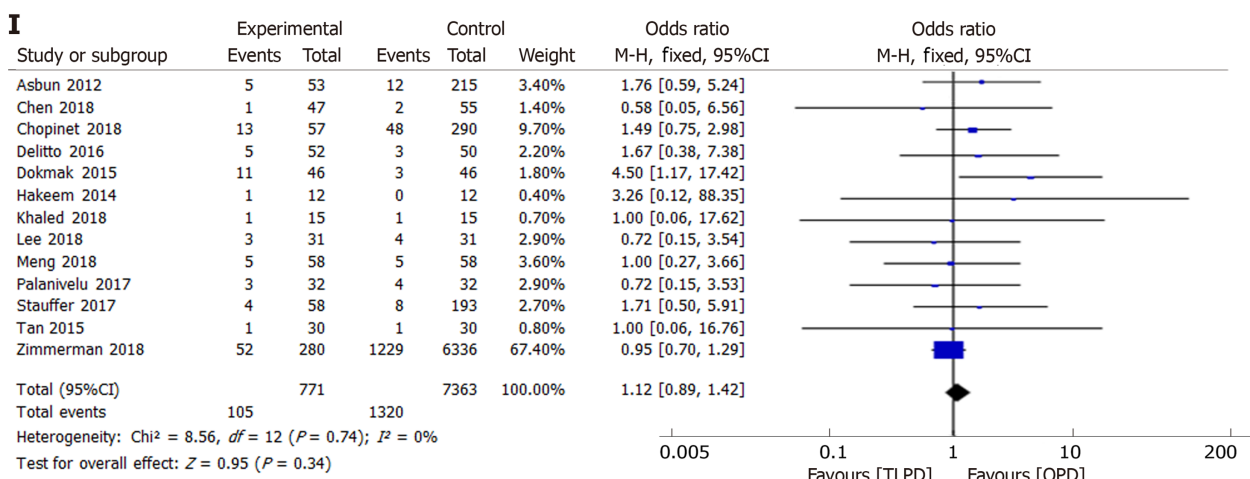 I
Experimental Control Odds ratio Odds ratio
Study or subgroup Events Total Events Total Weight M-H, fixed, 95%CI M-H, fixed, 95%CI
Asbun 2012 5 53 12 215 3.40% 1.76 [0.59, 5.24]
Chen 2018 1 47 2 55 1.40% 0.58 [0.05, 6.56]
Chopinet 2018 13 57 48 290 9.70% 1.49 [0.75, 2.98]
Delitto 2016 5 52 3 50 2.20% 1.67 [0.38, 7.38]
Dokmak 2015 11 46 3 46 1.80% 4.50 [1.17, 17.42]
Hakeem 2014 1 12 0 12 0.40% 3.26 [0.12, 88.35]
Khaled 2018 1 15 1 15 0.70% 1.00 [0.06, 17.62]
Lee 2018 3 31 4 31 2.90% 0.72 [0.15, 3.54]
Meng 2018 5 58 5 58 3.60% 1.00 [0.27, 3.66]
Palanivelu 2017 3 32 4 32 2.90% 0.72 [0.15, 3.53]
Stauffer 2017 4 58 8 193 2.70% 1.71 [0.50, 5.91]
Tan 2015 1 30 1 30 0.80% 1.00 [0.06, 16.76]
Zimmerman 2018 52 280 1229 6336 67.40% 0.95 [0.70, 1.29]
Total (95%CI) 771 7363 100.00% 1.12 [0.89, 1.42]
Total events 105 1320
Heterogeneity: Chi² = 8.56, df = 12 (P = 0.74); I² = 0%
Test for overall effect: Z = 0.95 (P = 0.34)
0.005 0.1 1 10 200
Favours [TLPD] Favours [OPD]